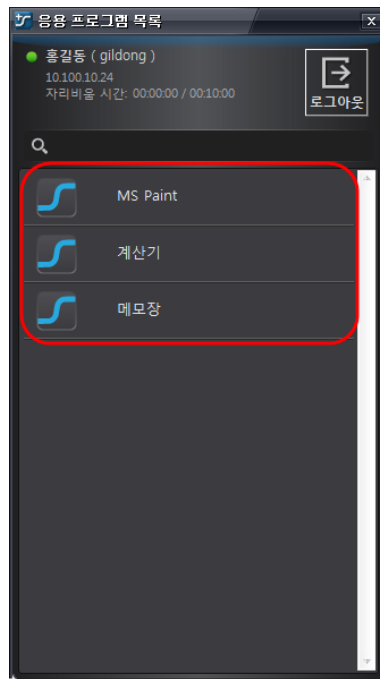 응용 프로그램 목록
홍길동 ( gildong )
10.100.10.24
자리비움 시간: 00:00:00 / 00:10:00
로그아웃
MS Paint
계산기
메모장